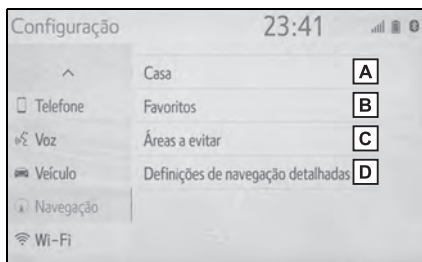 Configuração 23:41
Casa A
Telefone Favoritos B
Voz Áreas a evitar C
Veículo Definições de navegação detalhadas D
Navegação
Wi-Fi